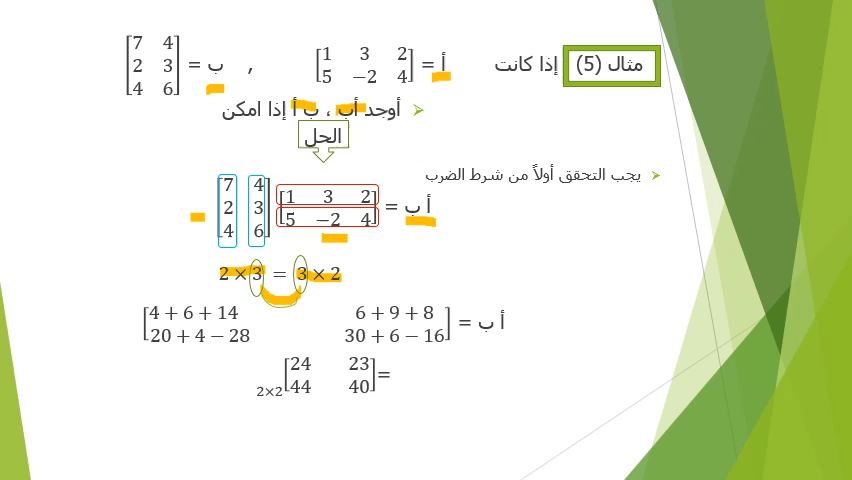 مثال (5) إذا كانت أ = [1 3 2 ; 5 −2 4] , ب = [7 4 ; 2 3 ; 4 6]
أوجد أب ، ب أ إذا امكن
الحل
يجب التحقق أولاً من شرط الضرب
أ ب = [1 3 2 ; 5 −2 4] [7 4 ; 2 3 ; 4 6]
2 × 3 = 3 × 2
أ ب = [4 + 6 + 14 6 + 9 + 8 ; 20 + 4 − 28 30 + 6 − 16]
= [24 23 ; 44 40] 2×2